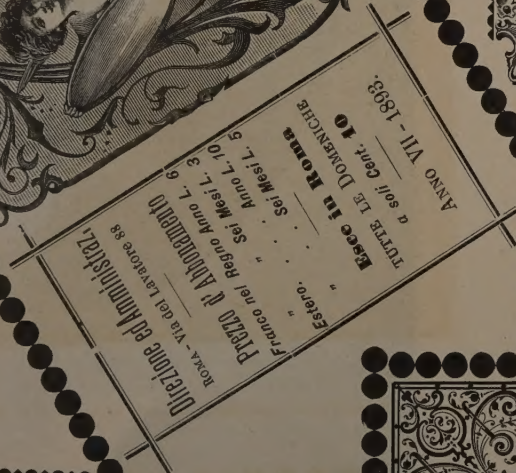 Direzione ed Amministraz.
ROMA - Via del Lavatore 88
Prezzo d'Abbonamento
Franco nel Regno Anno L. 6
" " Sei Mesi L. 3
Estero. . . . Anno L. 10
" . . . Sei Mesi L. 5
Esce in Roma
TUTTE LE DOMENICHE
a soli Cent. 10
ANNO VII - 1893.